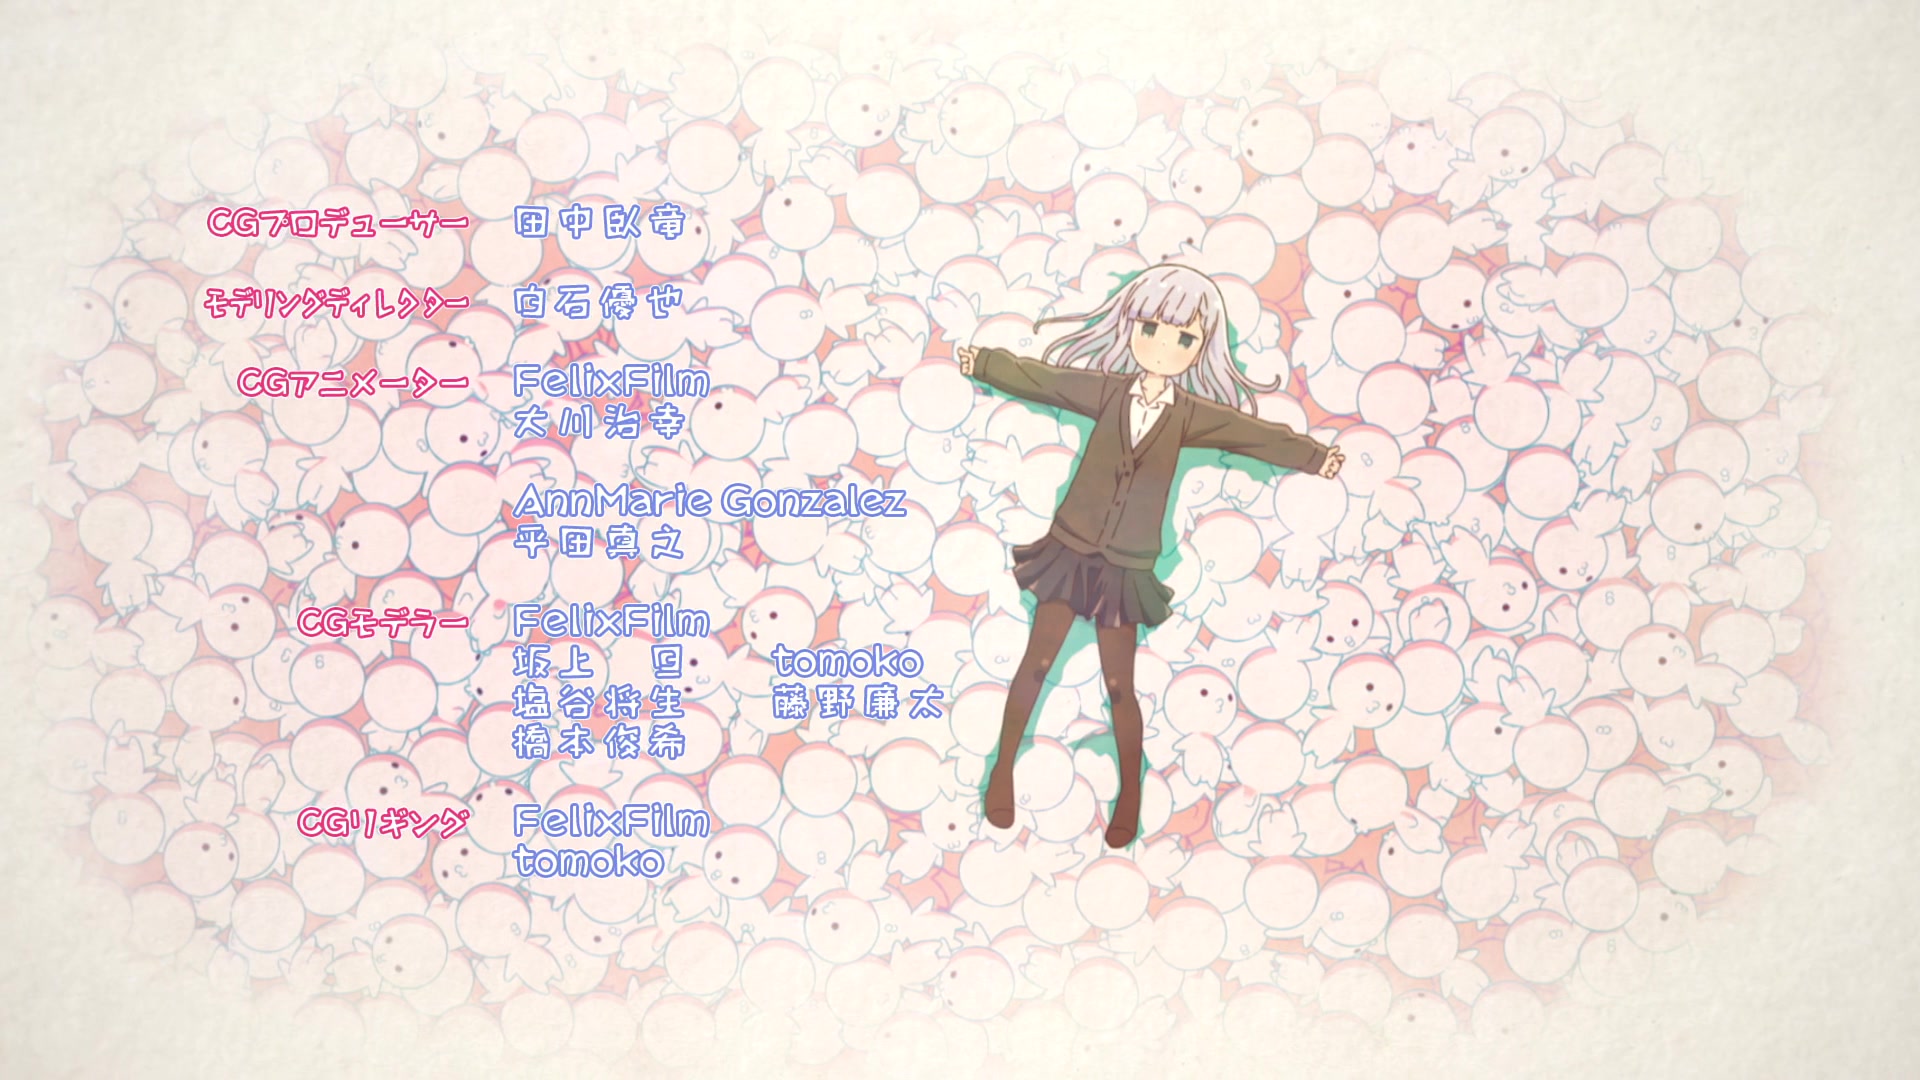 CGプロデューサー 田中臥竜
モデリングディレクター 白石優也
CGアニメーター FelixFilm
大川治幸
AnnMarie Gonzalez
平田真之
CGモデラー FelixFilm
坂上　旦 tomoko
塩谷将生 藤野廉太
橋本俊希
CGリギング FelixFilm
tomoko